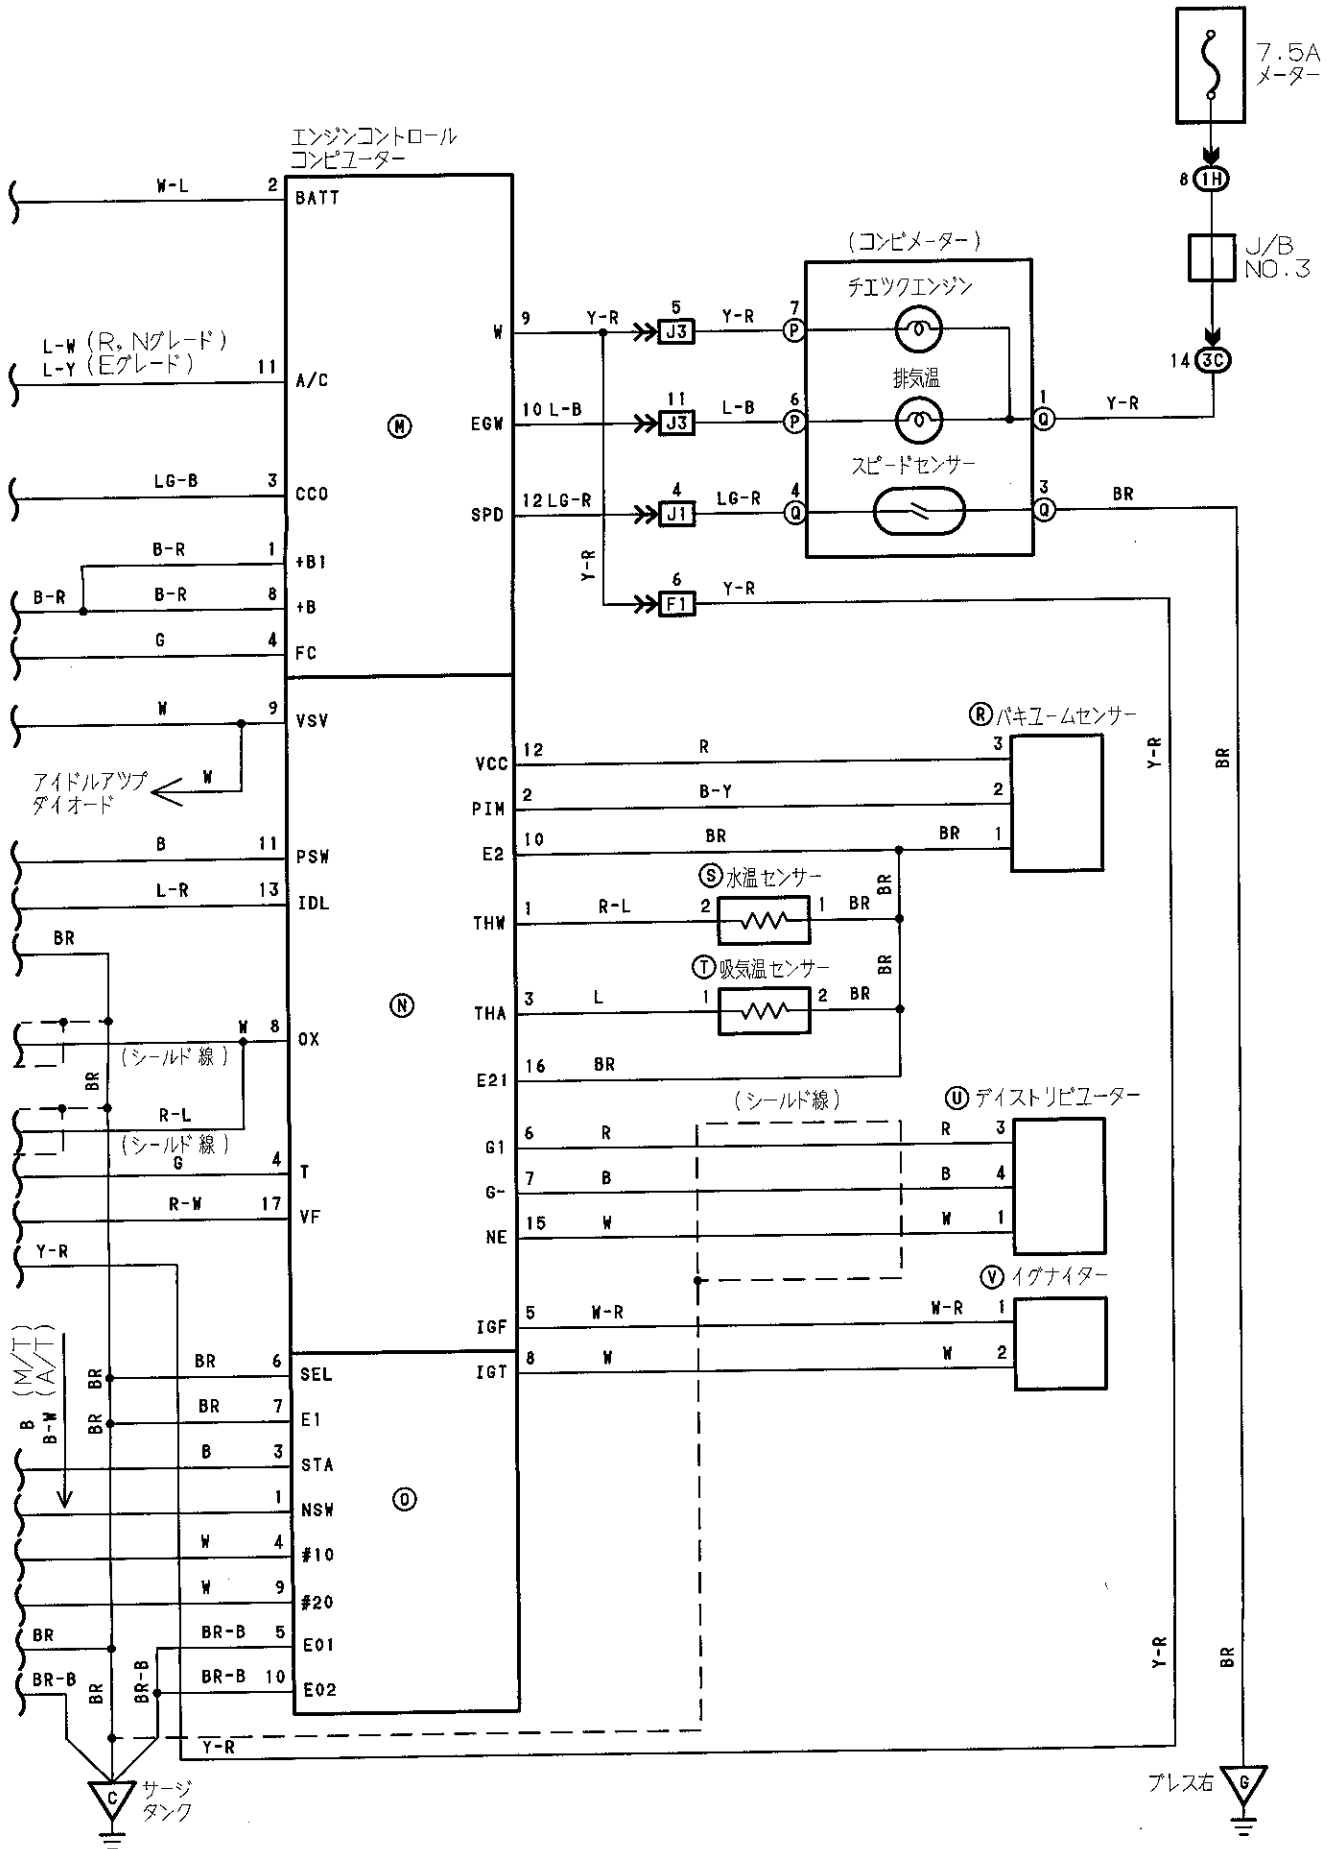 7.5A
メーター
エンジンコントロール
コンピユーター
W-L 2 BATT
8 1H
J/B
NO.3
(コンビメーター)
チエツクエンジン
W 9 Y-R 5 J3 Y-R 7 P
L-W (R,Nグレード)
L-Y (Eグレード)
11 A/C
14 3C
排気温
M
EGW 10 L-B 11 J3 L-B 6 P
1 Q Y-R
スピードセンサー
LG-B 3 CCO
SPD 12 LG-R 4 J1 LG-R 4 Q
3 Q BR
B-R 1 +B1
Y-R
B-R B-R 8 +B
6 F1 Y-R
G 4 FC
W 9 VSV
R バキユームセンサー
アイドルアツプ
ダイオード
W
VCC 12 R 3
Y-R
BR
PIM 2 B-Y 2
B 11 PSW
E2 10 BR BR 1
S 水温センサー
BR
L-R 13 IDL
THW 1 R-L 2 1 BR
BR
T 吸気温センサー
BR
N
THA 3 L 1 2 BR
W 8 OX
(シールド線)
BR
E21 16 BR
(シールド線)
U デイストリビユーター
R-L
(シールド線)
G1 6 R R 3
G 4 T
G- 7 B B 4
R-W 17 VF
NE 15 W W 1
Y-R
V イグナイター
IGF 5 W-R W-R 1
B (M/T)
B-W (A/T)
BR 6 SEL
BR
IGT 8 W W 2
BR 7 E1
BR
B 3 STA
1 NSW
O
W 4 #10
W 9 #20
BR BR-B 5 E01
BR-B BR BR-B BR-B 10 E02
Y-R
BR
Y-R
C サージ
タンク
ブレス右 G